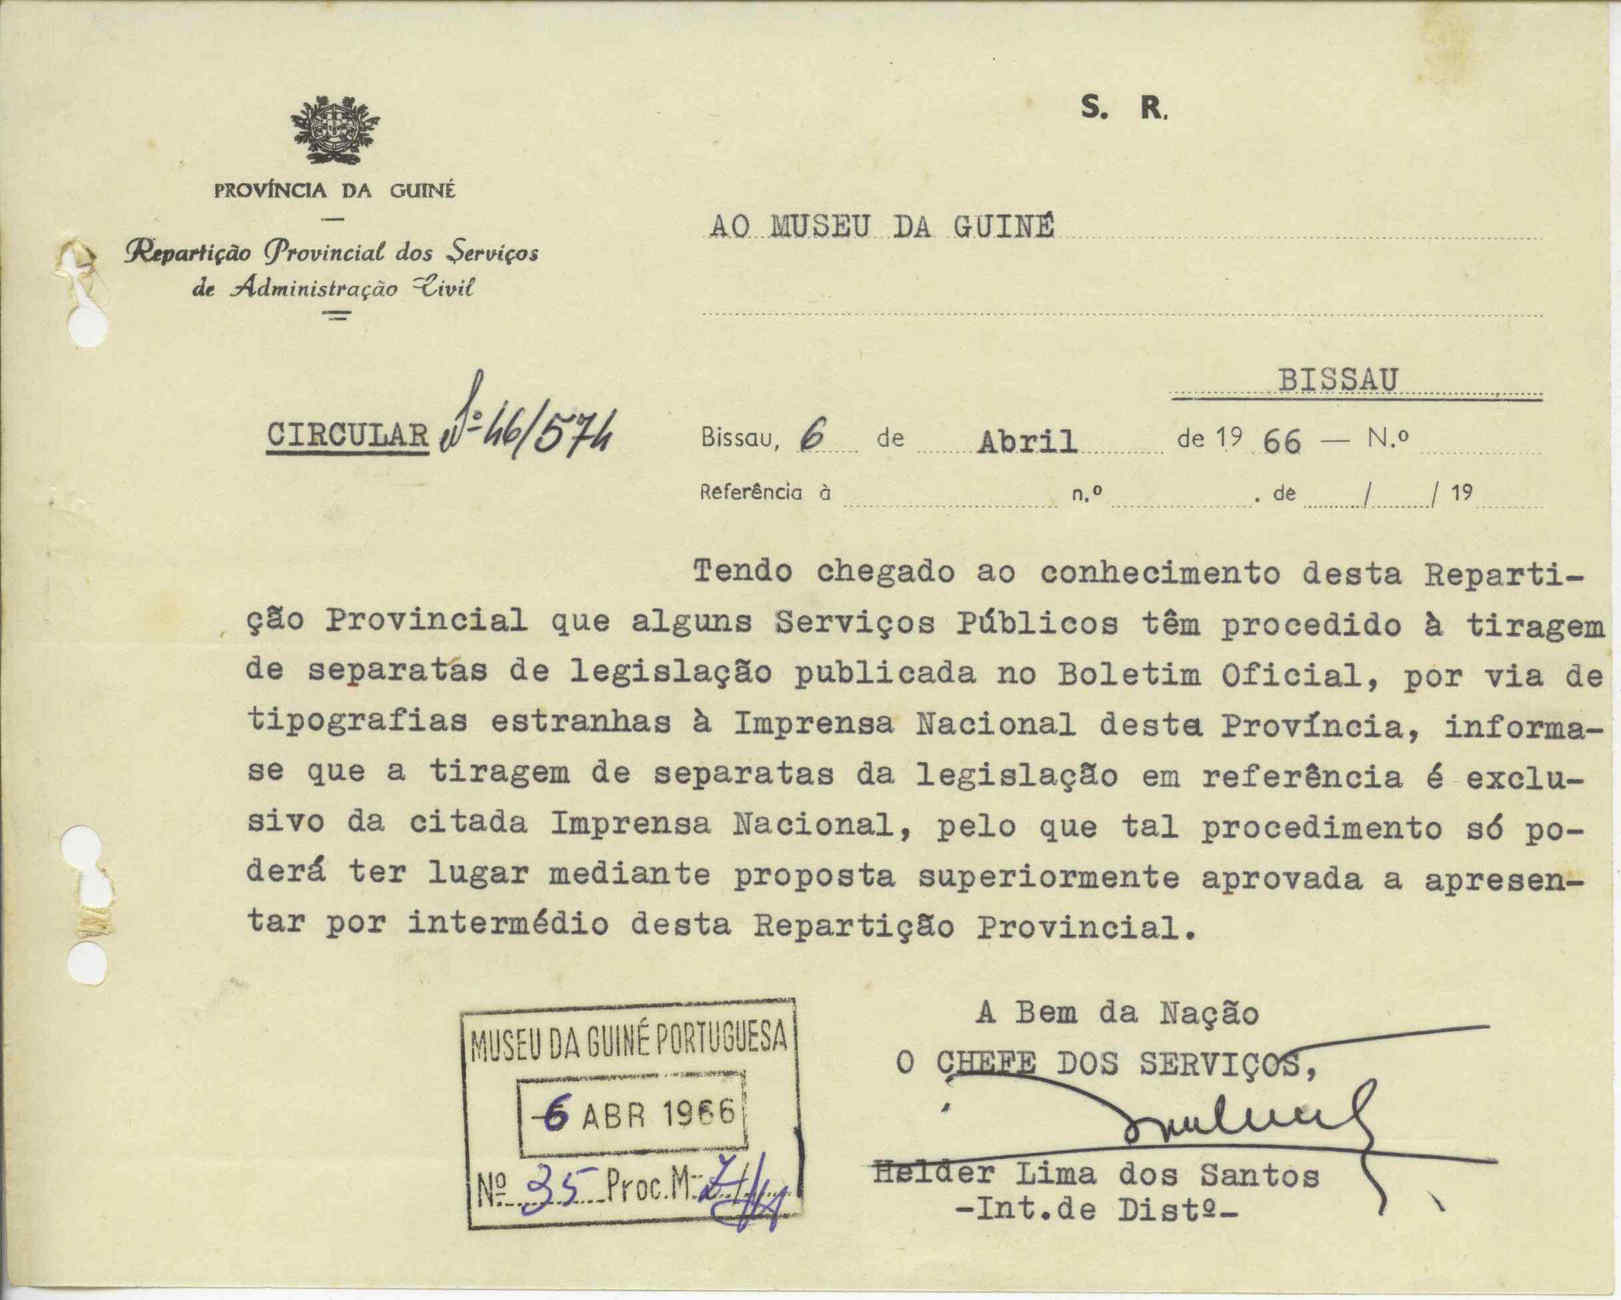 S. R.
PROVÍNCIA DA GUINÉ
Repartição Provincial dos Serviços
de Administração Civil
AO MUSEU DA GUINÉ
BISSAU
CIRCULAR Nº 46/574
Bissau, 6 de Abril de 19 66 — N.º
Referência à n.º . de / / 19
Tendo chegado ao conhecimento desta Reparti-
ção Provincial que alguns Serviços Públicos têm procedido à tiragem
de separatas de legislação publicada no Boletim Oficial, por via de
tipografias estranhas à Imprensa Nacional desta Província, informa-
se que a tiragem de separatas da legislação em referência é exclu-
sivo da citada Imprensa Nacional, pelo que tal procedimento só po-
derá ter lugar mediante proposta superiormente aprovada a apresen-
tar por intermédio desta Repartição Provincial.
A Bem da Nação
O CHEFE DOS SERVIÇOS,
Helder Lima dos Santos
-Int.de Distº-
MUSEU DA GUINÉ PORTUGUESA
-6 ABR 1966
Nº 35 Proc. M-